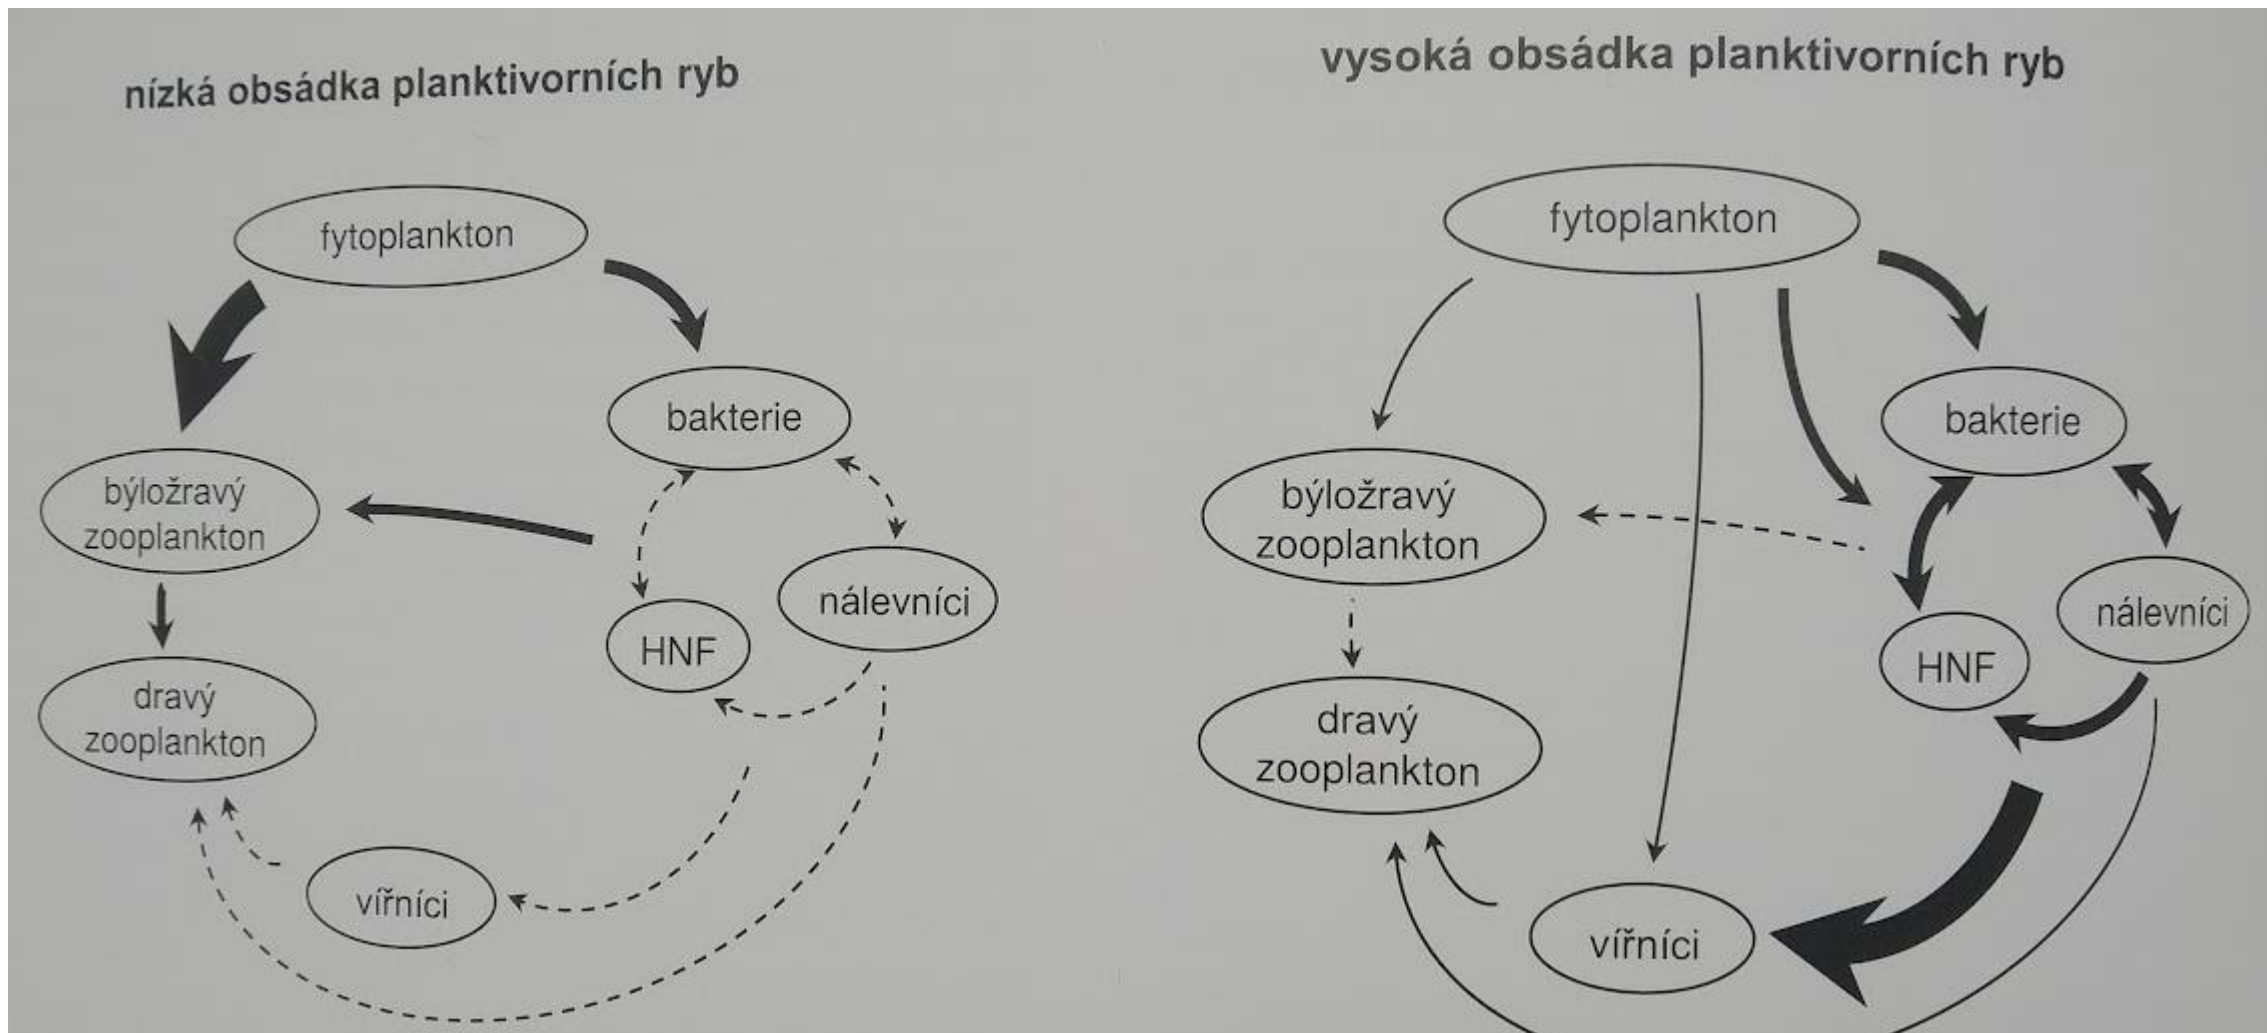 nízká obsádka planktivorních ryb
fytoplankton
bakterie
býložravý
zooplankton
nálevníci
HNF
dravý
zooplankton
vířníci
vysoká obsádka planktivorních ryb
fytoplankton
bakterie
býložravý
zooplankton
nálevníci
HNF
dravý
zooplankton
vířníci